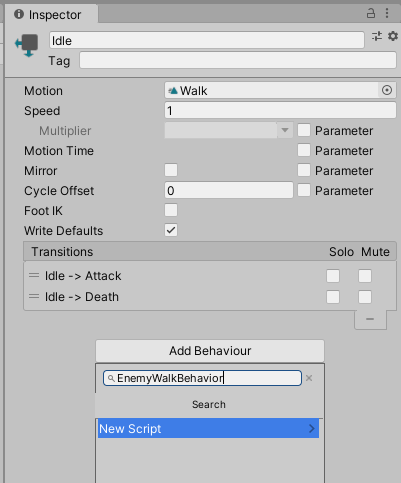 Inspector
Idle
Tag
Motion Walk
Speed 1
Multiplier Parameter
Motion Time Parameter
Mirror Parameter
Cycle Offset 0 Parameter
Foot IK
Write Defaults
Transitions Solo Mute
Idle -> Attack
Idle -> Death
Add Behaviour
EnemyWalkBehavior
Search
New Script